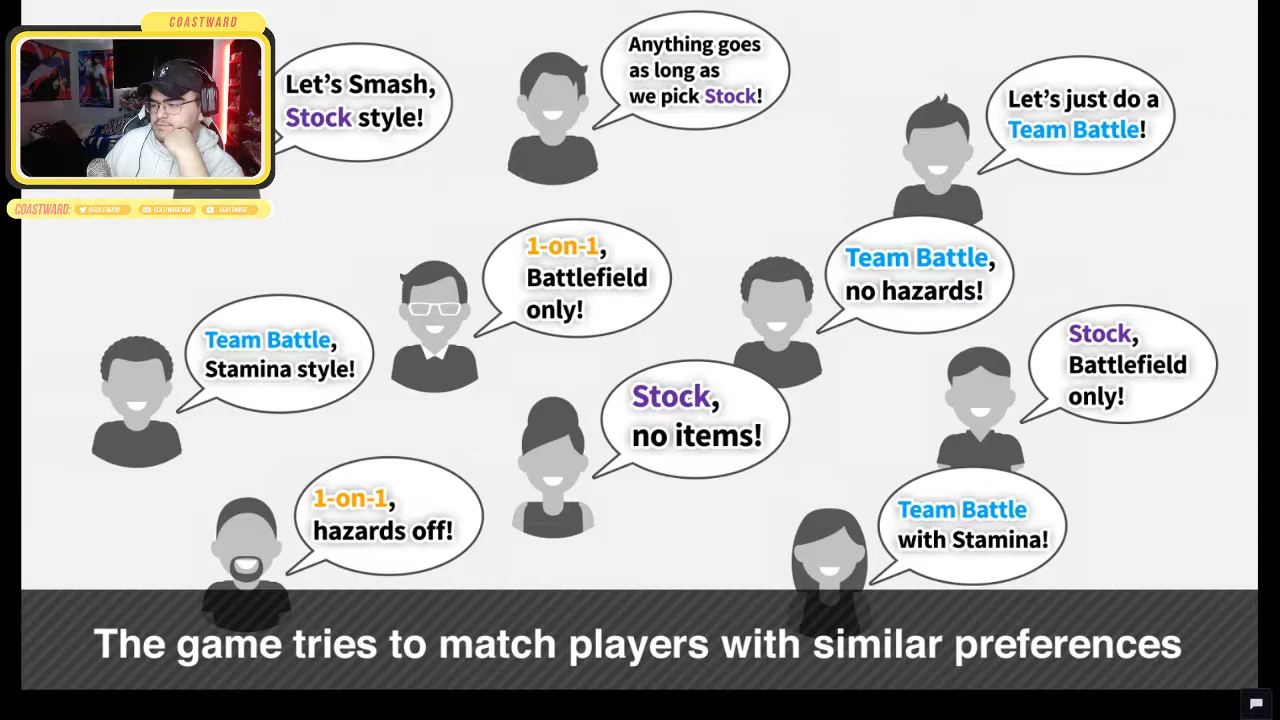 COASTWARD
COASTWARD:
Let's Smash,
Stock style!
Anything goes
as long as
we pick Stock!
Let's just do a
Team Battle!
1-on-1,
Battlefield
only!
Team Battle,
no hazards!
Team Battle,
Stamina style!
Stock,
no items!
Stock,
Battlefield
only!
1-on-1,
hazards off!
Team Battle
with Stamina!
The game tries to match players with similar preferences